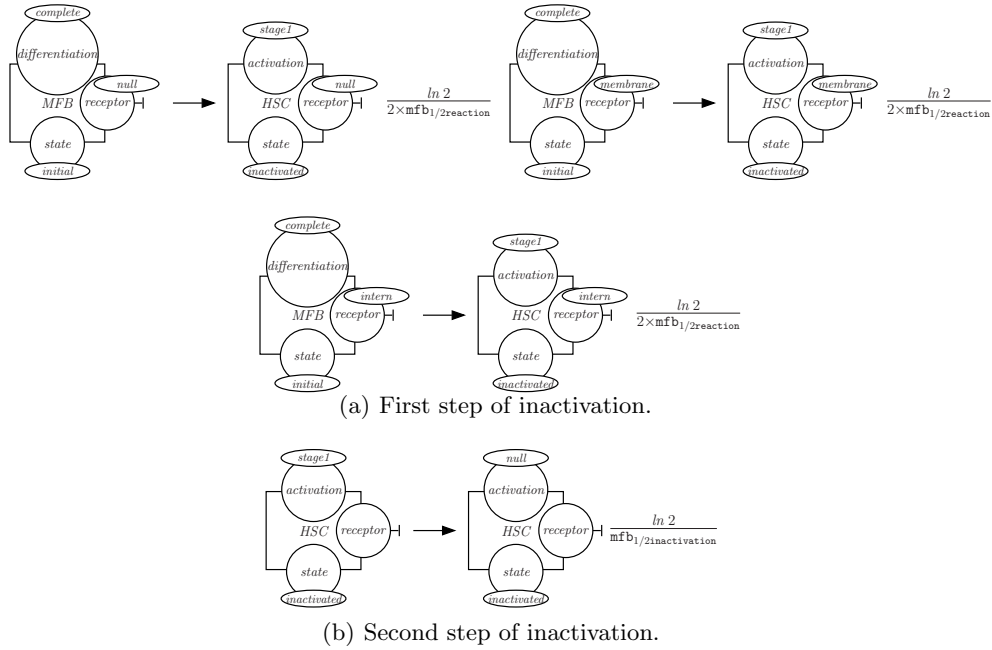 complete
differentiation
null
MFB receptor
state
initial
stage1
activation
null
HSC receptor
state
inactivated
ln 2
2×mfb1/2reaction
complete
differentiation
membrane
MFB receptor
state
initial
stage1
activation
membrane
HSC receptor
state
inactivated
ln 2
2×mfb1/2reaction
complete
differentiation
intern
MFB receptor
state
initial
stage1
activation
intern
HSC receptor
state
inactivated
ln 2
2×mfb1/2reaction
(a) First step of inactivation.
stage1
activation
HSC receptor
state
inactivated
null
activation
HSC receptor
state
inactivated
ln 2
mfb1/2inactivation
(b) Second step of inactivation.